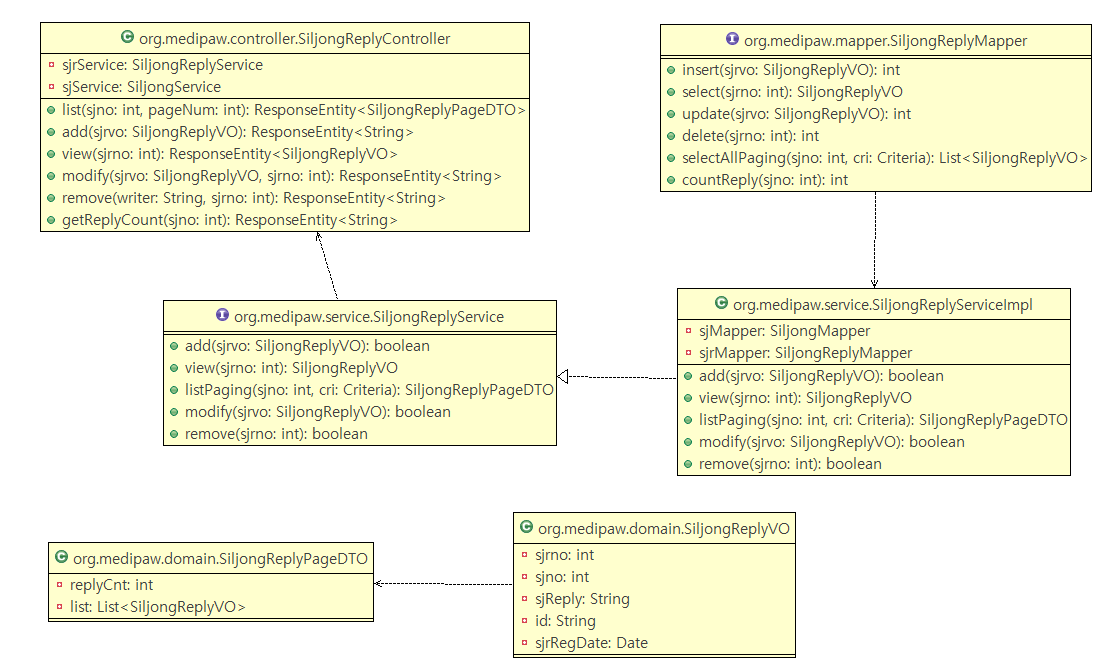 org.medipaw.controller.SiljongReplyController
sjrService: SiljongReplyService
sjService: SiljongService
list(sjno: int, pageNum: int): ResponseEntity<SiljongReplyPageDTO>
add(sjrvo: SiljongReplyVO): ResponseEntity<String>
view(sjrno: int): ResponseEntity<SiljongReplyVO>
modify(sjrvo: SiljongReplyVO, sjrno: int): ResponseEntity<String>
remove(writer: String, sjrno: int): ResponseEntity<String>
getReplyCount(sjno: int): ResponseEntity<String>
org.medipaw.mapper.SiljongReplyMapper
insert(sjrvo: SiljongReplyVO): int
select(sjrno: int): SiljongReplyVO
update(sjrvo: SiljongReplyVO): int
delete(sjrno: int): int
selectAllPaging(sjno: int, cri: Criteria): List<SiljongReplyVO>
countReply(sjno: int): int
org.medipaw.service.SiljongReplyService
add(sjrvo: SiljongReplyVO): boolean
view(sjrno: int): SiljongReplyVO
listPaging(sjno: int, cri: Criteria): SiljongReplyPageDTO
modify(sjrvo: SiljongReplyVO): boolean
remove(sjrno: int): boolean
org.medipaw.service.SiljongReplyServiceImpl
sjMapper: SiljongMapper
sjrMapper: SiljongReplyMapper
add(sjrvo: SiljongReplyVO): boolean
view(sjrno: int): SiljongReplyVO
listPaging(sjno: int, cri: Criteria): SiljongReplyPageDTO
modify(sjrvo: SiljongReplyVO): boolean
remove(sjrno: int): boolean
org.medipaw.domain.SiljongReplyPageDTO
replyCnt: int
list: List<SiljongReplyVO>
org.medipaw.domain.SiljongReplyVO
sjrno: int
sjno: int
sjReply: String
id: String
sjrRegDate: Date